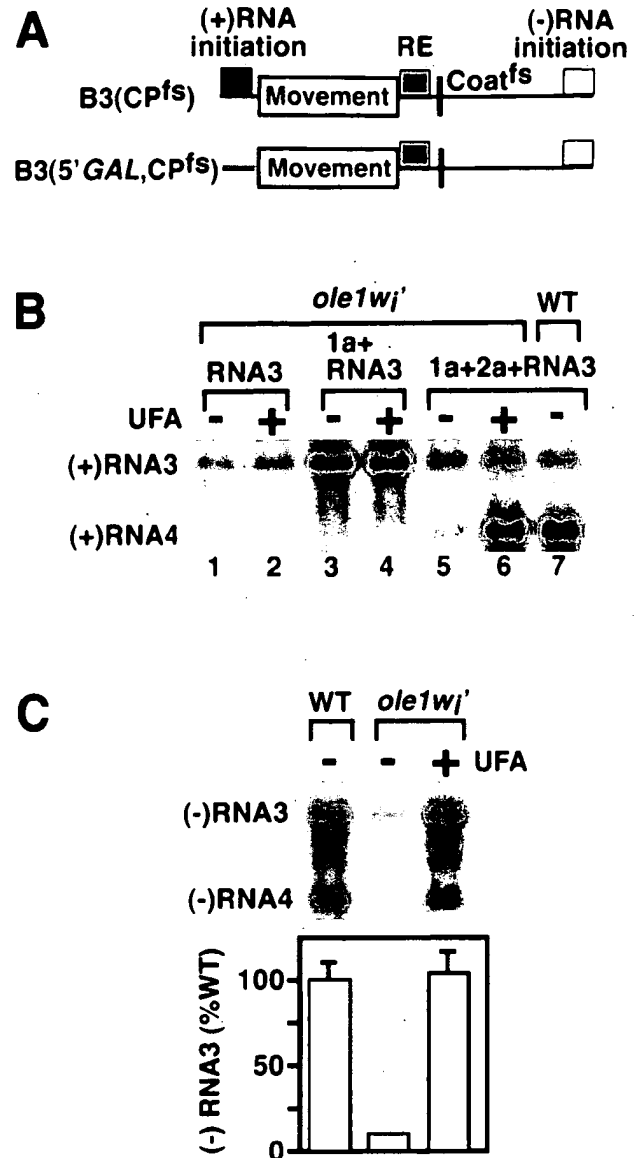 A
(+)RNA initiation RE (-)RNA initiation
B3(CPfs) Movement Coatfs
B3(5'GAL,CPfs) Movement
B
ole1wi' WT
RNA3 1a+ RNA3 1a+2a+RNA3
UFA - + - + - + -
(+)RNA3
(+)RNA4
1 2 3 4 5 6 7
C
WT ole1wi'
- - + UFA
(-)RNA3
(-)RNA4
(-) RNA3 (%WT)
100
50
0